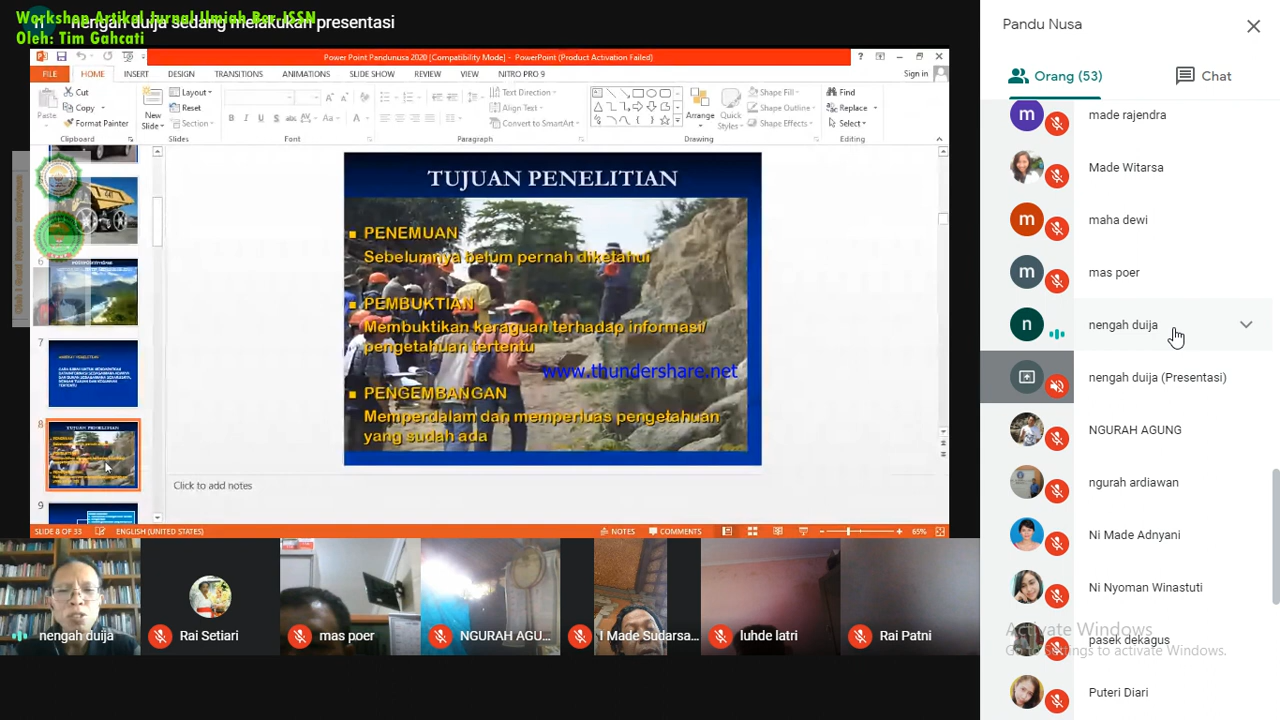 Workshop Artikel Jurnal Ilmiah Ber-ISSN
Oleh: Tim Gahcati
n
nengah duija sedang melakukan presentasi
Power Point Pandunusa 2020 [Compatibility Mode] - PowerPoint (Product Activation Failed)
FILE
HOME
INSERT
DESIGN
TRANSITIONS
ANIMATIONS
SLIDE SHOW
REVIEW
VIEW
NITRO PRO 9
Sign in
Paste
Cut
Copy
Format Painter
Clipboard
New Slide
Layout
Reset
Section
Slides
Font
Text Direction
Align Text
Convert to SmartArt
Paragraph
Arrange
Quick Styles
Shape Fill
Shape Outline
Shape Effects
Drawing
Find
Replace
Select
Editing
6
7
8
TUJUAN PENELITIAN
9
TUJUAN PENELITIAN
PENEMUAN
Sebelumnya belum pernah diketahui
PEMBUKTIAN
Membuktikan keraguan terhadap informasi/
pengetahuan tertentu
www.thundershare.net
PENGEMBANGAN
Memperdalam dan memperluas pengetahuan
yang sudah ada
Click to add notes
SLIDE 8 OF 33
ENGLISH (UNITED STATES)
NOTES
COMMENTS
65%
nengah duija
Rai Setiari
mas poer
NGURAH AGU...
I Made Sudarsa...
luhde latri
Rai Patni
Pandu Nusa
Orang (53)
Chat
m
made rajendra
Made Witarsa
m
maha dewi
m
mas poer
n
nengah duija
nengah duija (Presentasi)
NGURAH AGUNG
ngurah ardiawan
Ni Made Adnyani
Ni Nyoman Winastuti
pasek dekagus
Puteri Diari
Activate Windows
Go to Settings to activate Windows.